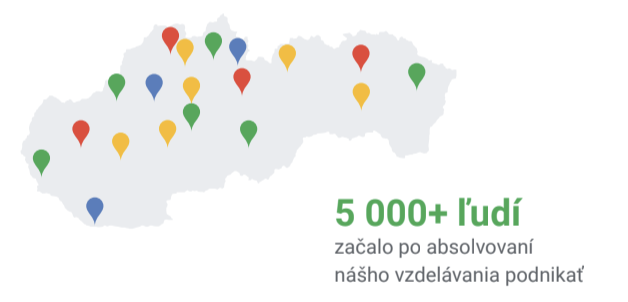 5 000+ ľudí
začalo po absolvovaní
nášho vzdelávania podnikať